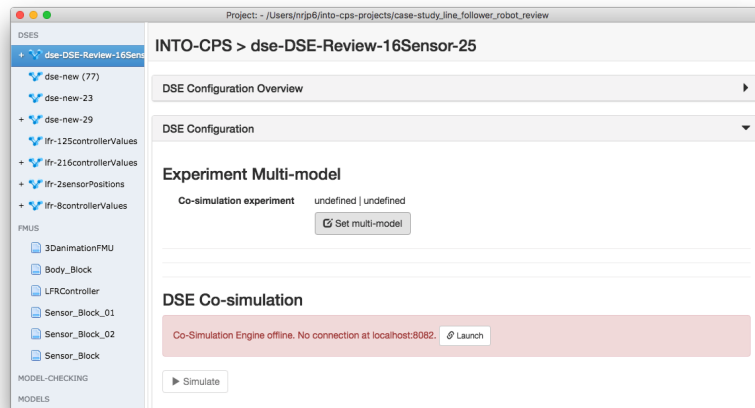 Project: - /Users/nrjp6/into-cps-projects/case-study_line_follower_robot_review
DSES
+ dse-DSE-Review-16Sens
dse-new (77)
dse-new-23
+ dse-new-29
lfr-125controllerValues
+ lfr-216controllerValues
+ lfr-2sensorPositions
+ lfr-8controllerValues
FMUS
3DanimationFMU
Body_Block
LFRController
Sensor_Block_01
Sensor_Block_02
Sensor_Block
MODEL-CHECKING
MODELS
INTO-CPS > dse-DSE-Review-16Sensor-25
DSE Configuration Overview
DSE Configuration
Experiment Multi-model
Co-simulation experiment undefined | undefined
Set multi-model
DSE Co-simulation
Co-Simulation Engine offline. No connection at localhost:8082. Launch
Simulate